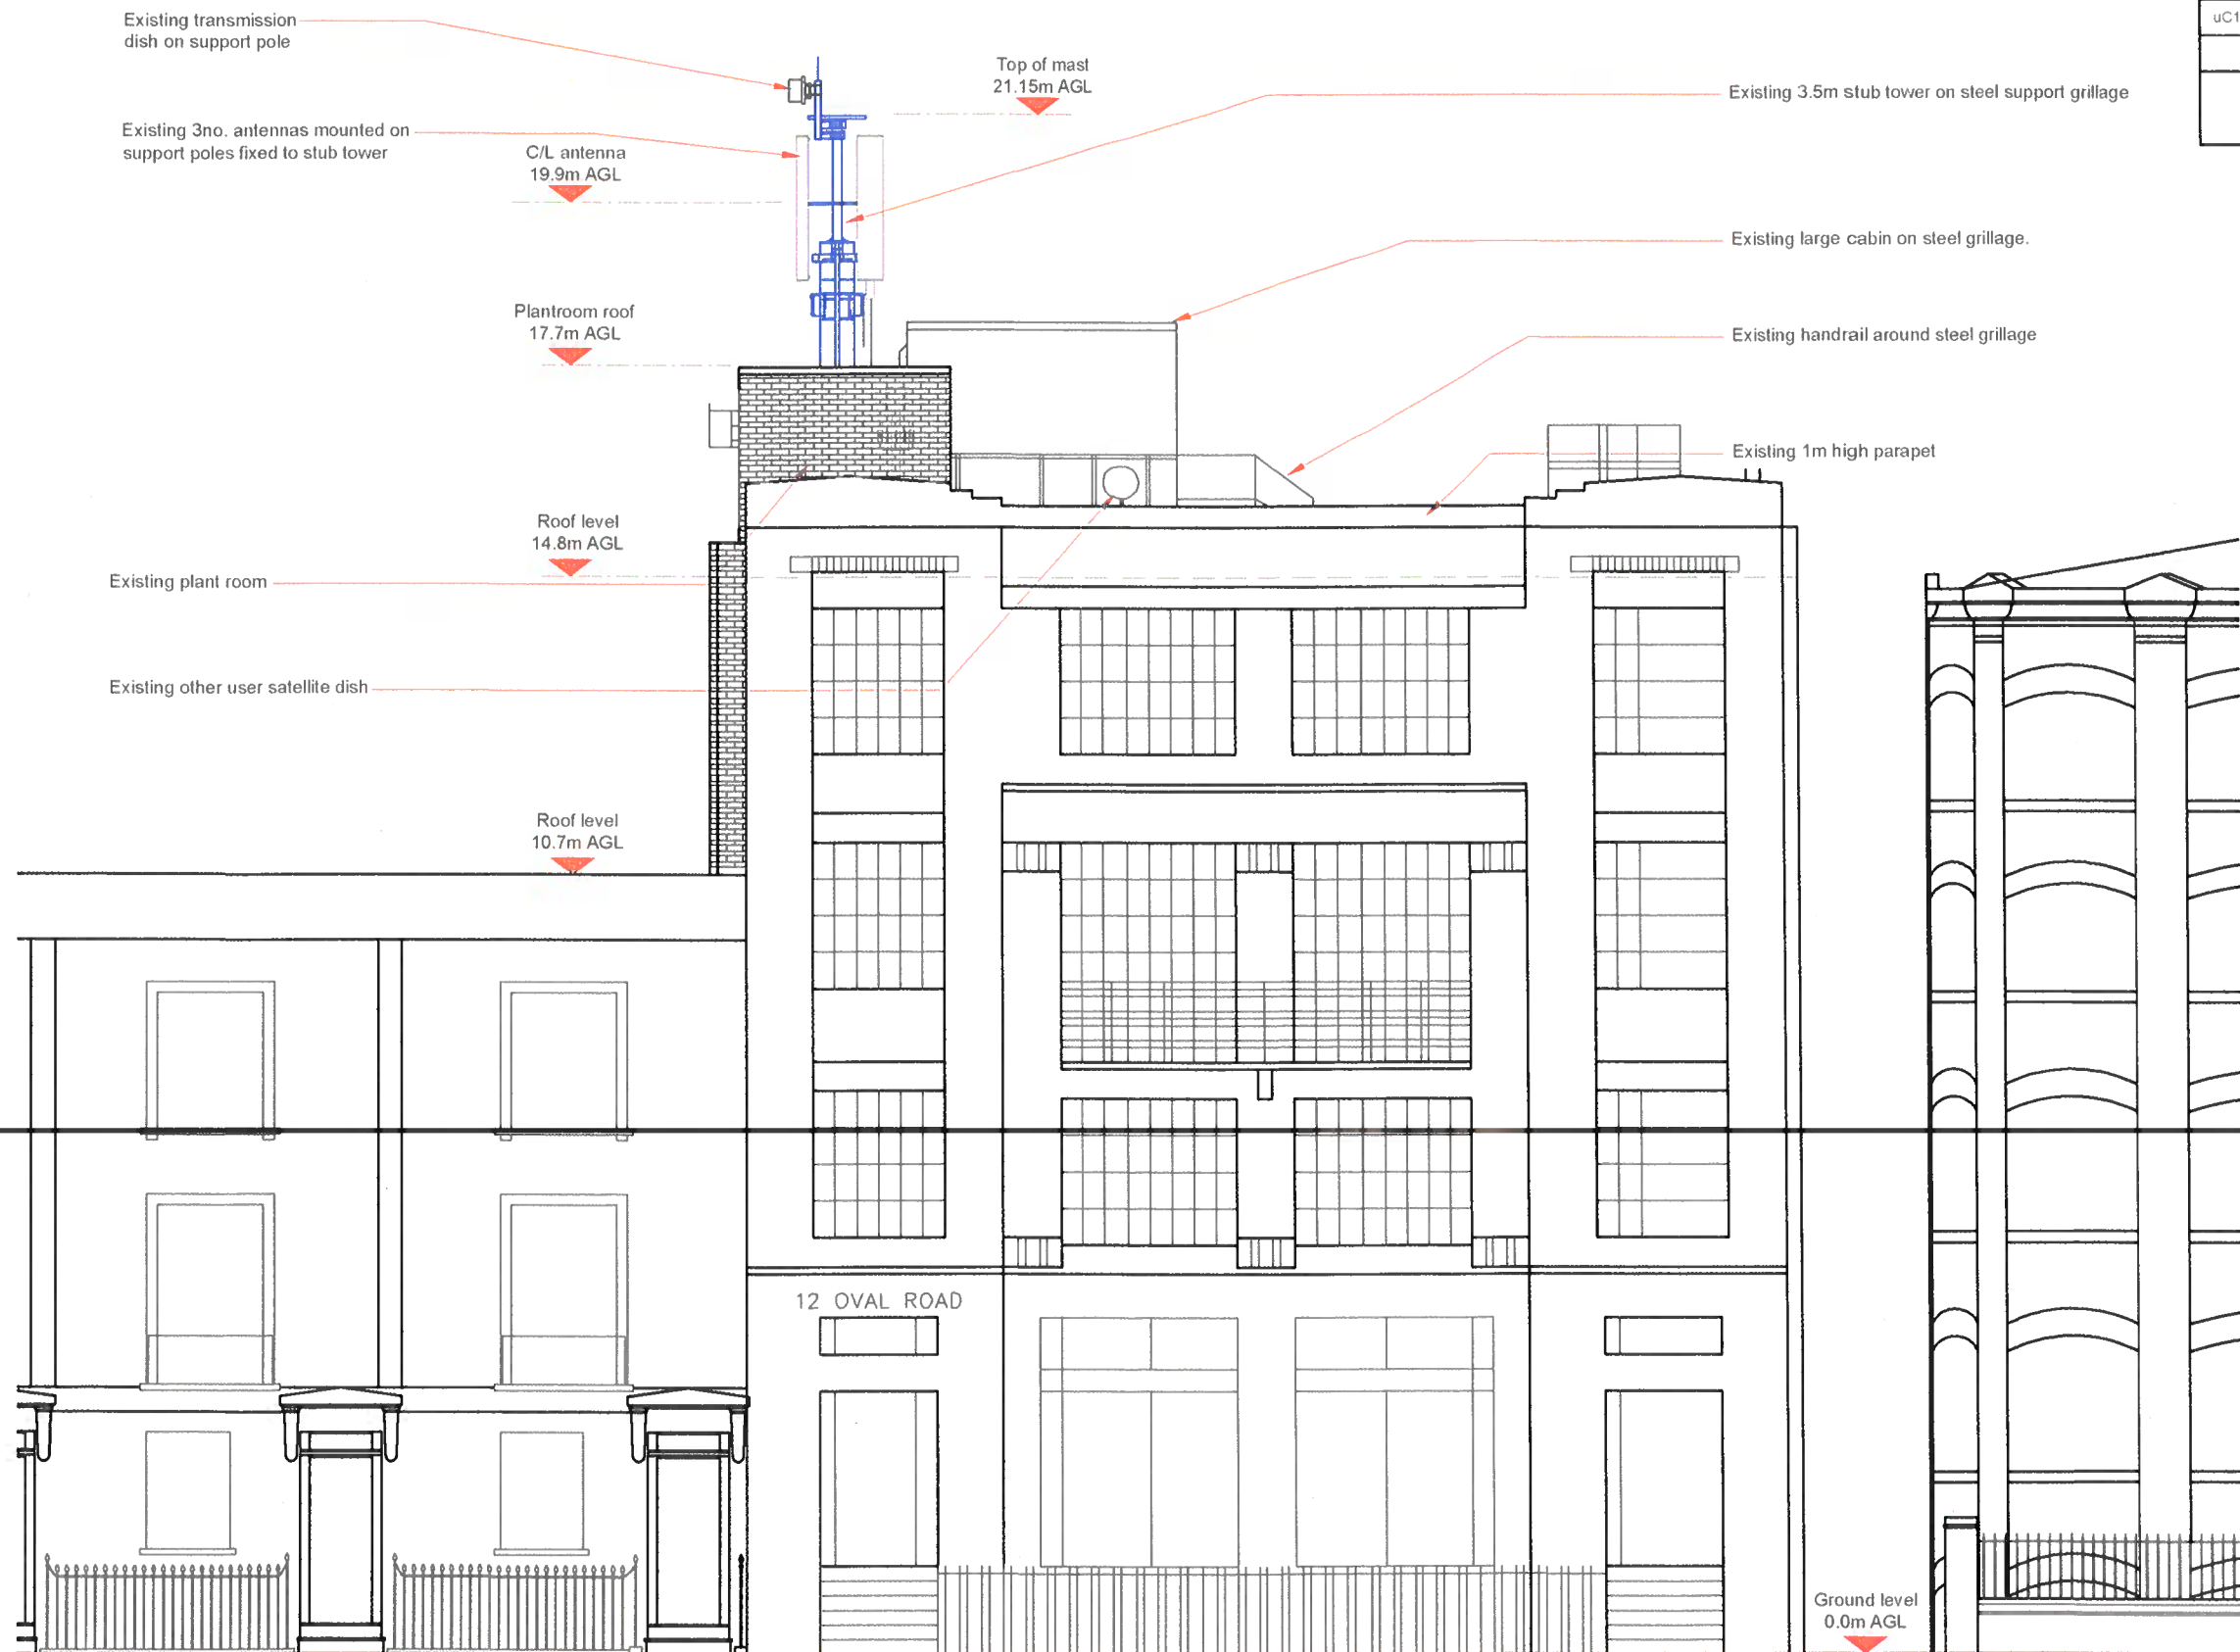 Existing transmission
dish on support pole
uC1
Top of mast
21.15m AGL
Existing 3.5m stub tower on steel support grillage
Existing 3no. antennas mounted on
support poles fixed to stub tower
C/L antenna
19.9m AGL
Existing large cabin on steel grillage.
Plantroom roof
17.7m AGL
Existing handrail around steel grillage
Existing 1m high parapet
Roof level
14.8m AGL
Existing plant room
Existing other user satellite dish
Roof level
10.7m AGL
12 OVAL ROAD
Ground level
0.0m AGL